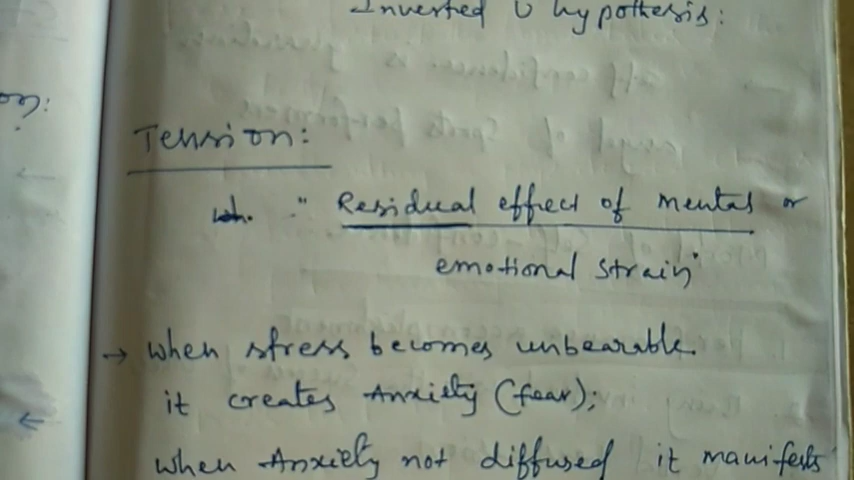 Inverted U hypothesis:
Tension:
" Residual effect of mental or
emotional strain"
→ when stress becomes unbearable.
it creates Anxiety (fear);
when Anxiety not diffused it manifests